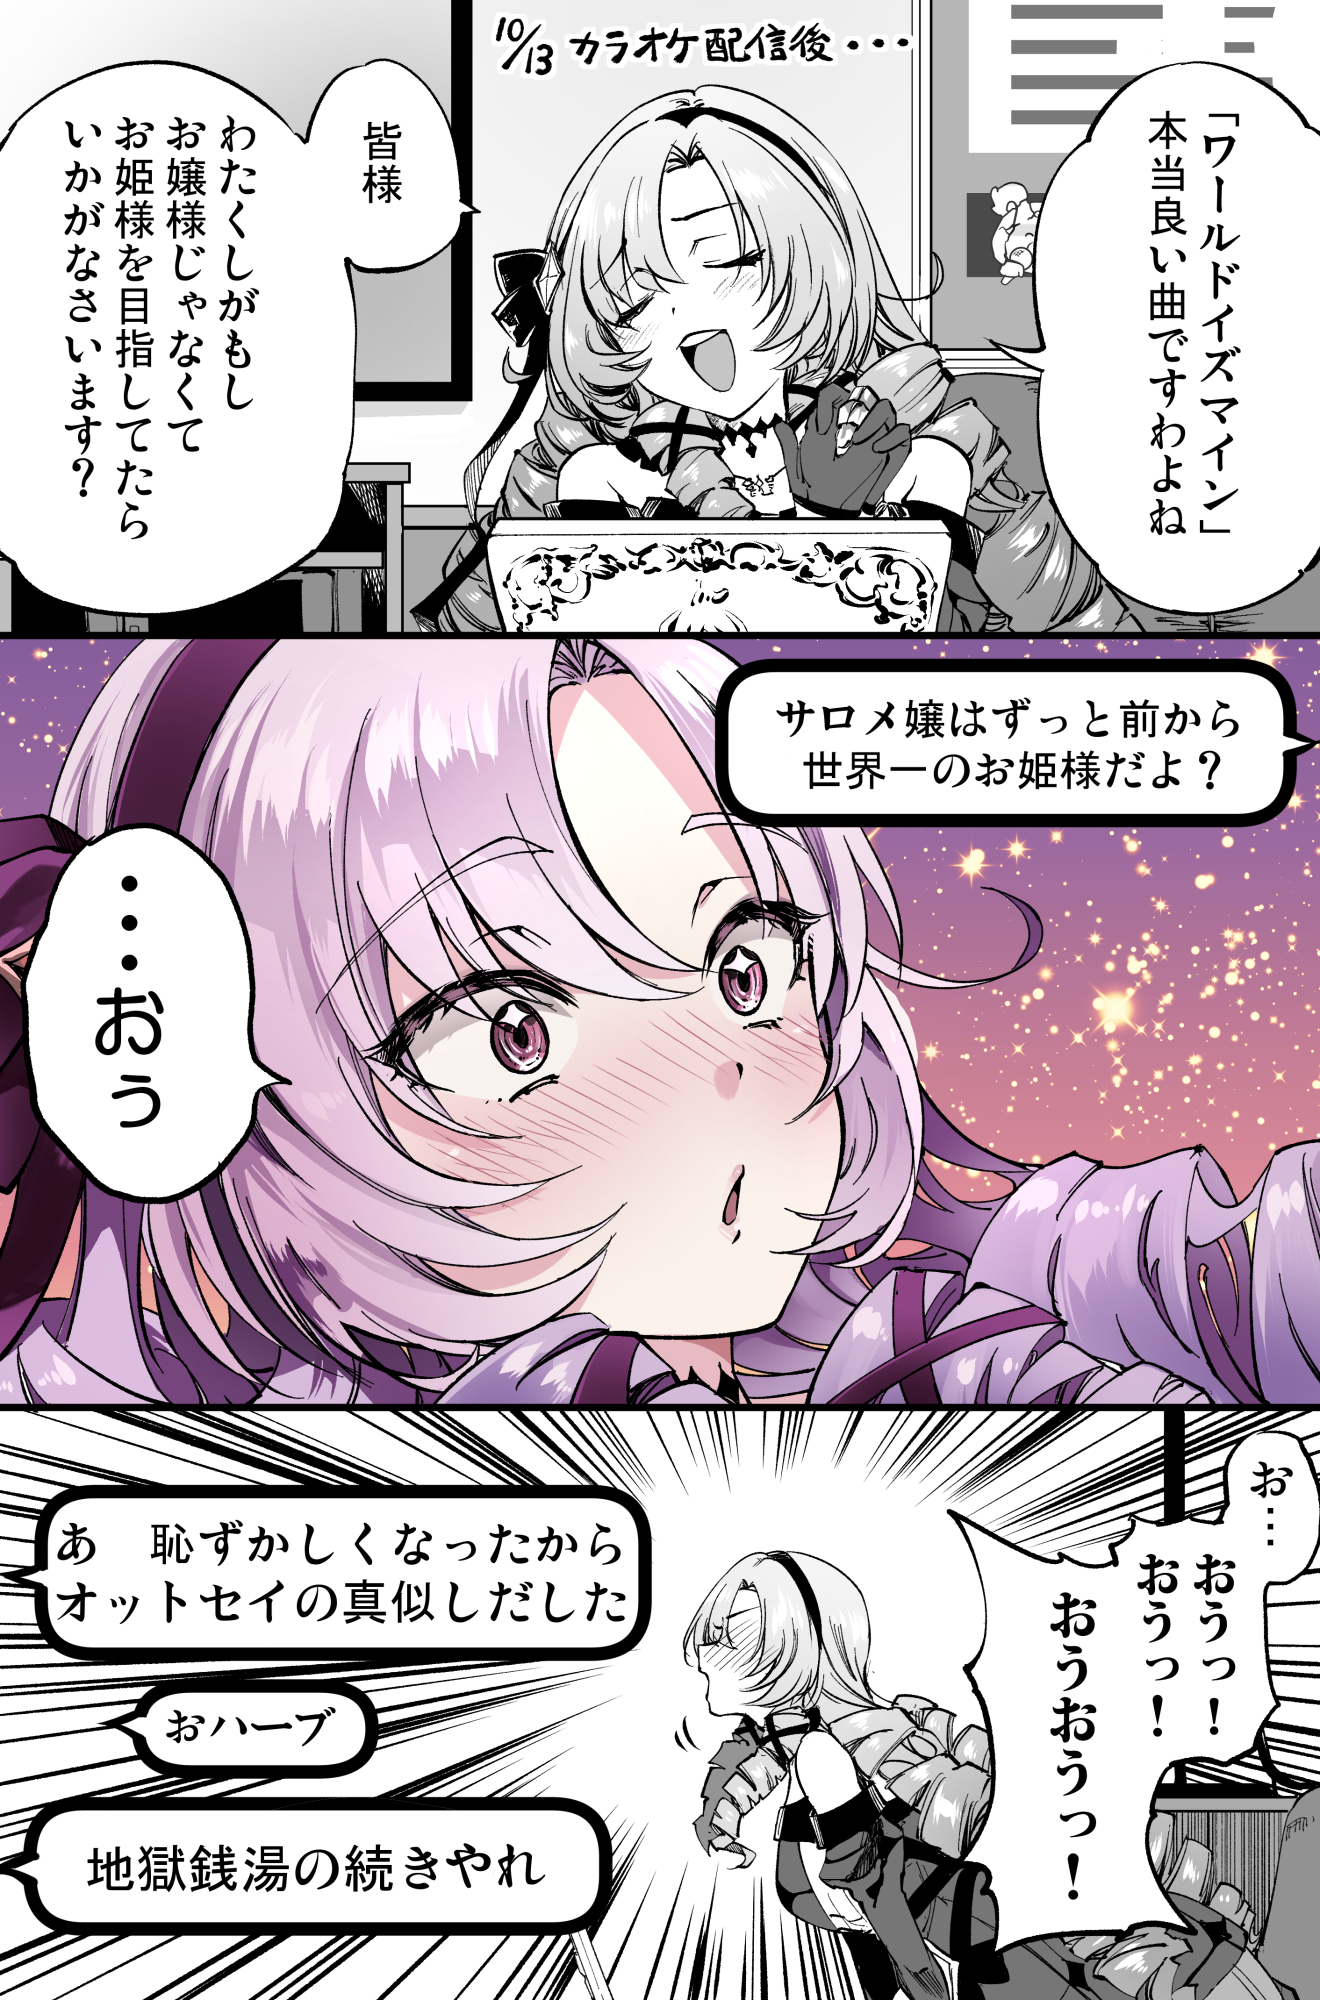 10/13 カラオケ配信後・・・
「ワールドイズマイン」
本当良い曲ですわよね
皆様
わたくしがもし
お嬢様じゃなくて
お姫様を目指してたら
いかがなさいます？
サロメ嬢はずっと前から
世界一のお姫様だよ？
・・・おぅ
お…
おうっ！
おうっ！
おうおうっ！
あ　恥ずかしくなったから
オットセイの真似しだした
おハーブ
地獄銭湯の続きやれ